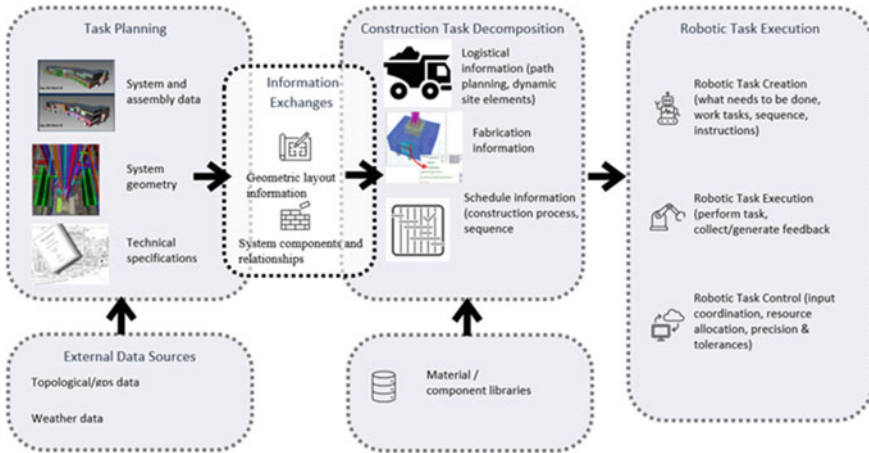 Task Planning
System and
assembly data
System
geometry
Technical
specifications
Information
Exchanges
Geometric layout
information
System components and
relationships
Construction Task Decomposition
Logistical
information (path
planning, dynamic
site elements)
Fabrication
information
Schedule information
(construction process,
sequence
Robotic Task Execution
Robotic Task Creation
(what needs to be done,
work tasks, sequence,
instructions)
Robotic Task Execution
(perform task,
collect/generate feedback
Robotic Task Control (input
coordination, resource
allocation, precision &
tolerances)
External Data Sources
Topological/gps data
Weather data
Material /
component libraries